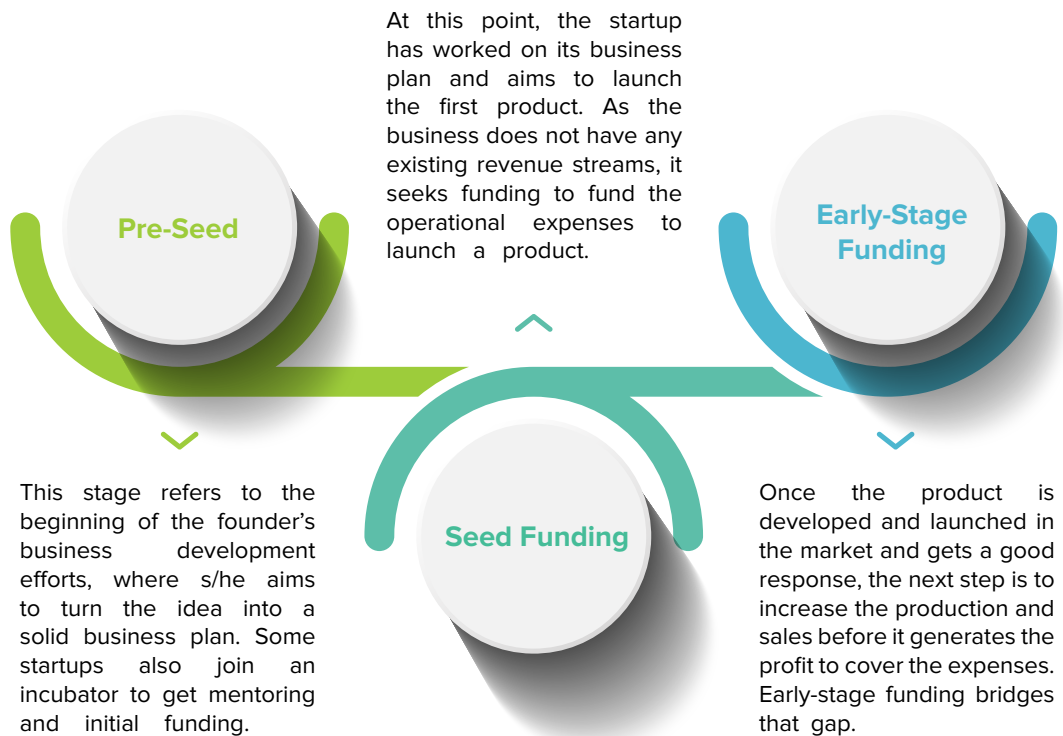 Pre-Seed
This stage refers to the
beginning of the founder’s
business development
efforts, where s/he aims
to turn the idea into a
solid business plan. Some
startups also join an
incubator to get mentoring
and initial funding.
At this point, the startup
has worked on its business
plan and aims to launch
the first product. As the
business does not have any
existing revenue streams, it
seeks funding to fund the
operational expenses to
launch a product.
Seed Funding
Early-Stage
Funding
Once the product is
developed and launched in
the market and gets a good
response, the next step is to
increase the production and
sales before it generates the
profit to cover the expenses.
Early-stage funding bridges
that gap.